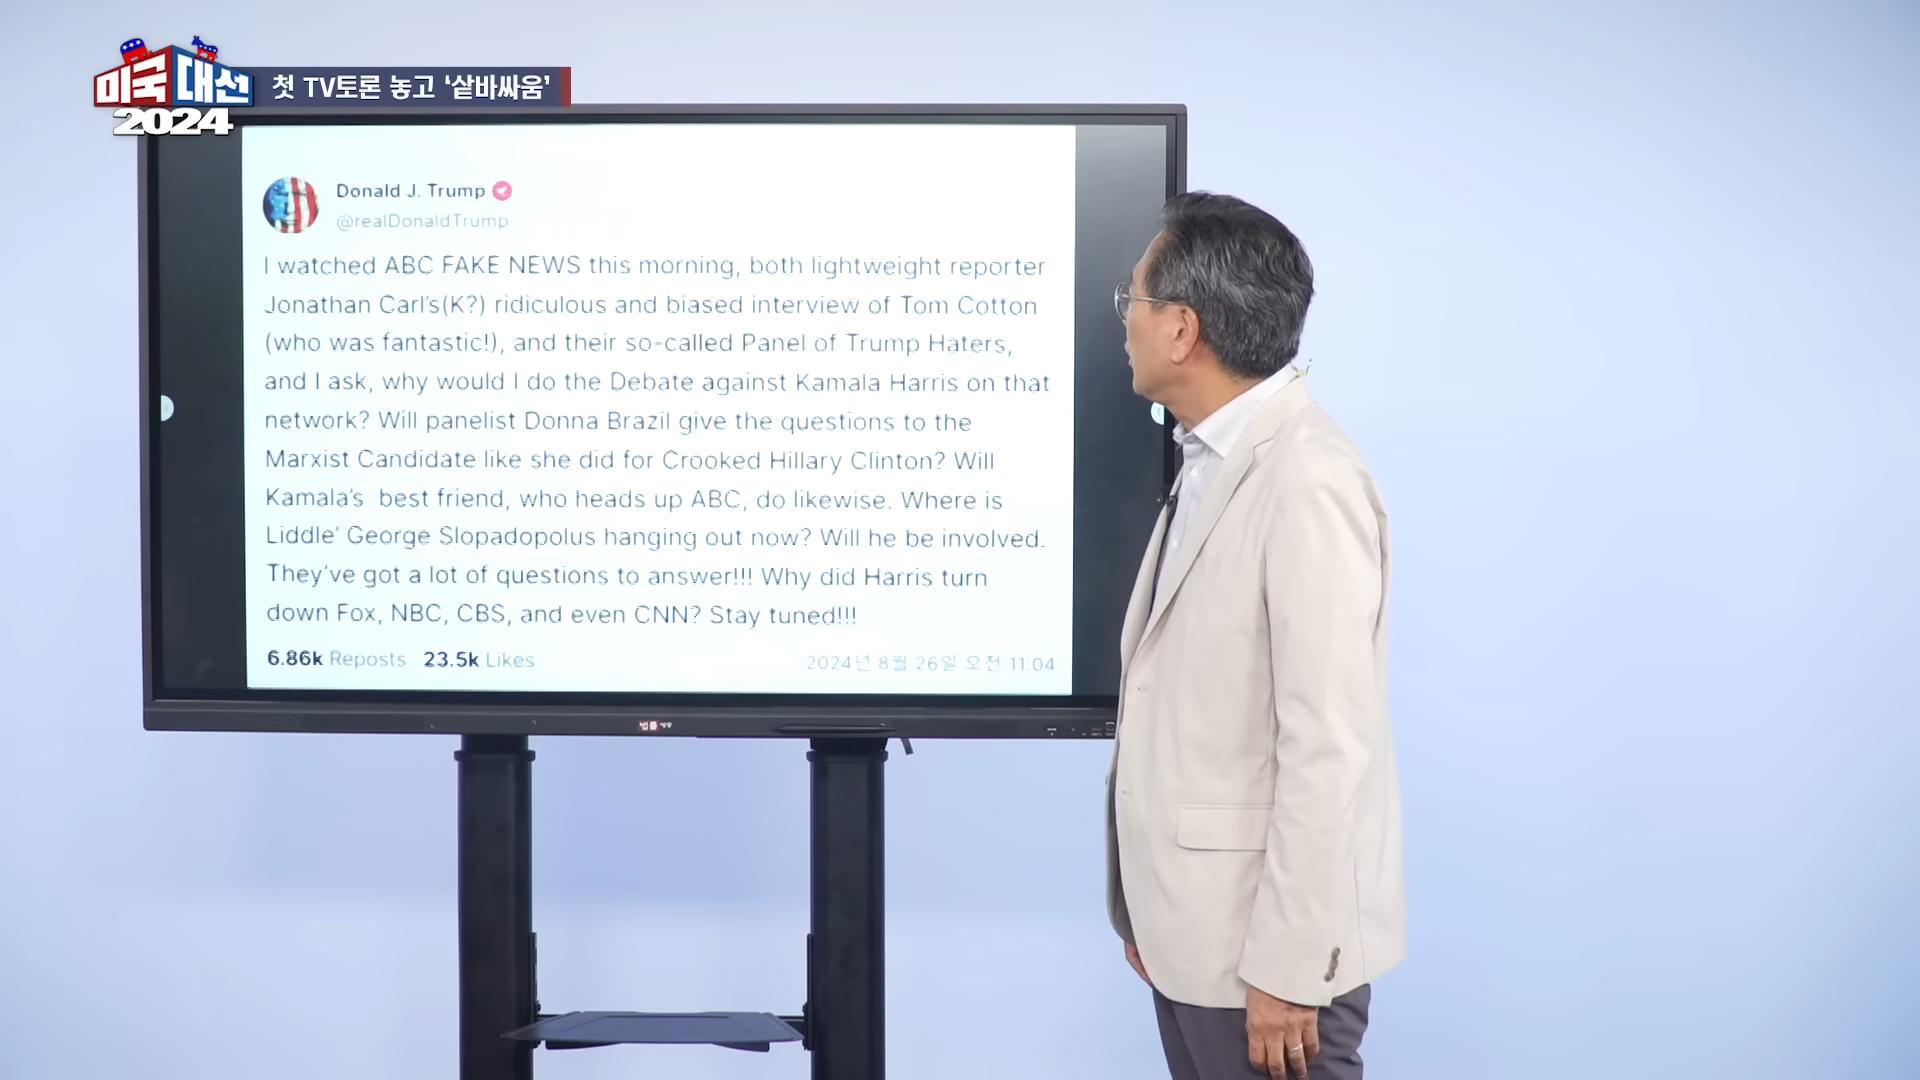 미국 대선
2024
첫 TV토론 놓고 ‘샅바싸움’
Donald J. Trump
@realDonaldTrump
I watched ABC FAKE NEWS this morning, both lightweight reporter
Jonathan Carl’s(K?) ridiculous and biased interview of Tom Cotton
(who was fantastic!), and their so-called Panel of Trump Haters,
and I ask, why would I do the Debate against Kamala Harris on that
network? Will panelist Donna Brazil give the questions to the
Marxist Candidate like she did for Crooked Hillary Clinton? Will
Kamala’s best friend, who heads up ABC, do likewise. Where is
Liddle’ George Slopadopolus hanging out now? Will he be involved.
They’ve got a lot of questions to answer!!! Why did Harris turn
down Fox, NBC, CBS, and even CNN? Stay tuned!!!
6.86k Reposts 23.5k Likes
2024년 8월 26일 오전 11:04